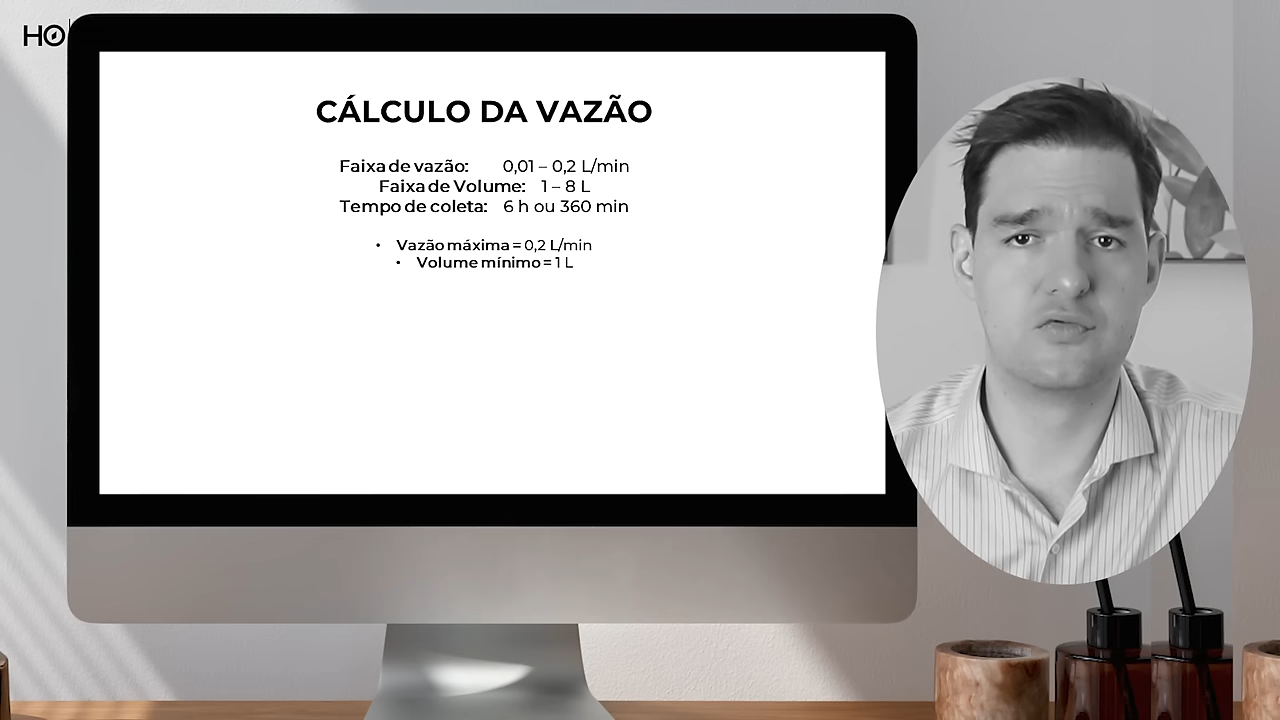 HO
CÁLCULO DA VAZÃO
Faixa de vazão: 0,01 – 0,2 L/min
Faixa de Volume: 1 – 8 L
Tempo de coleta: 6 h ou 360 min
• Vazão máxima = 0,2 L/min
• Volume mínimo = 1 L